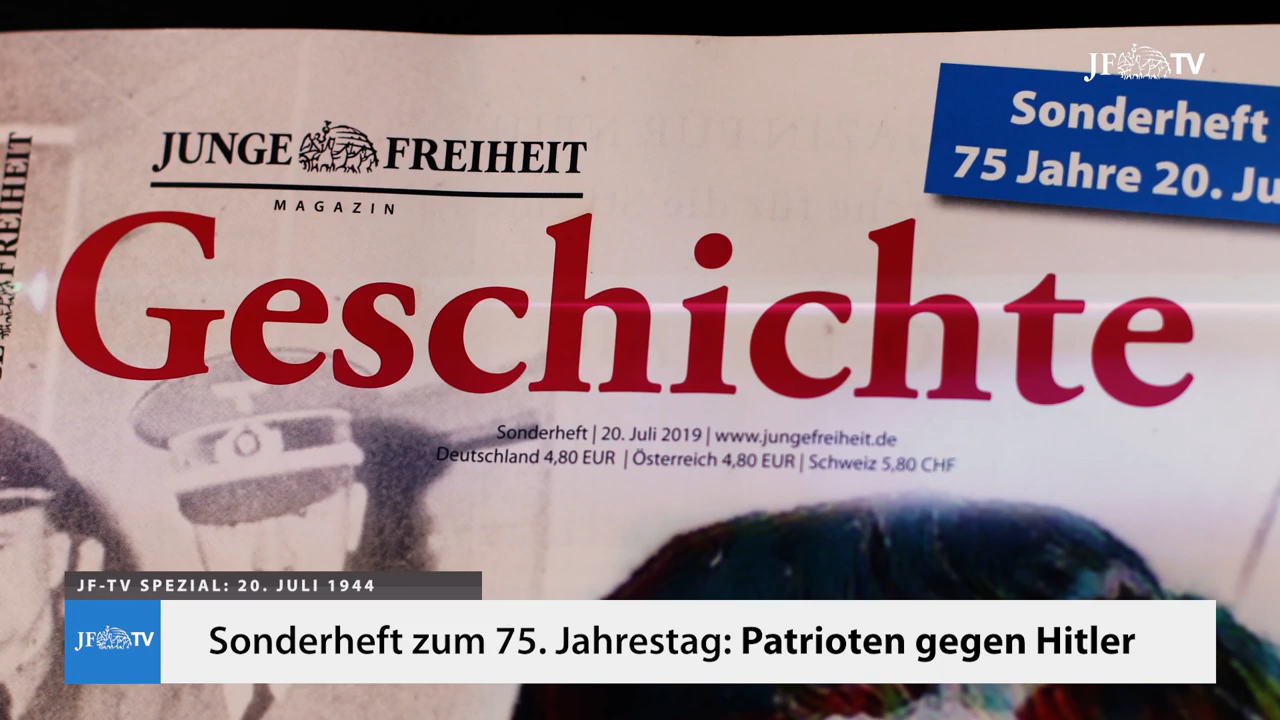 JF TV
Sonderheft
75 Jahre 20. Ju
JUNGE FREIHEIT
MAGAZIN
Geschichte
FREIHEIT
Sonderheft | 20. Juli 2019 | www.jungefreiheit.de
Deutschland 4,80 EUR | Österreich 4,80 EUR | Schweiz 5,80 CHF
JF-TV SPEZIAL: 20. JULI 1944
JF TV
Sonderheft zum 75. Jahrestag: Patrioten gegen Hitler